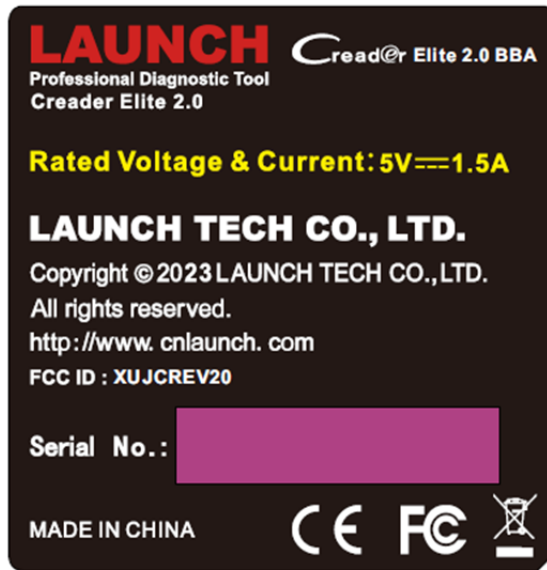 LAUNCH Creader Elite 2.0 BBA
Professional Diagnostic Tool
Creader Elite 2.0
Rated Voltage & Current: 5V⎓1.5A
LAUNCH TECH CO., LTD.
Copyright © 2023 LAUNCH TECH CO.,LTD.
All rights reserved.
http://www. cnlaunch. com
FCC ID : XUJCREV20
Serial No.:
MADE IN CHINA CE FC